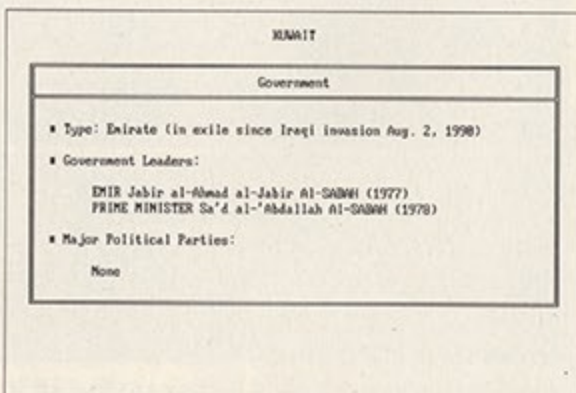 KUWAIT
Government
▪ Type: Emirate (in exile since Iraqi invasion Aug. 2, 1990)
▪ Government Leaders:
EMIR Jabir al-Ahmad al-Jabir Al-SABAH (1977)
PRIME MINISTER Sa'd al-'Abdallah Al-SABAH (1978)
▪ Major Political Parties:
None